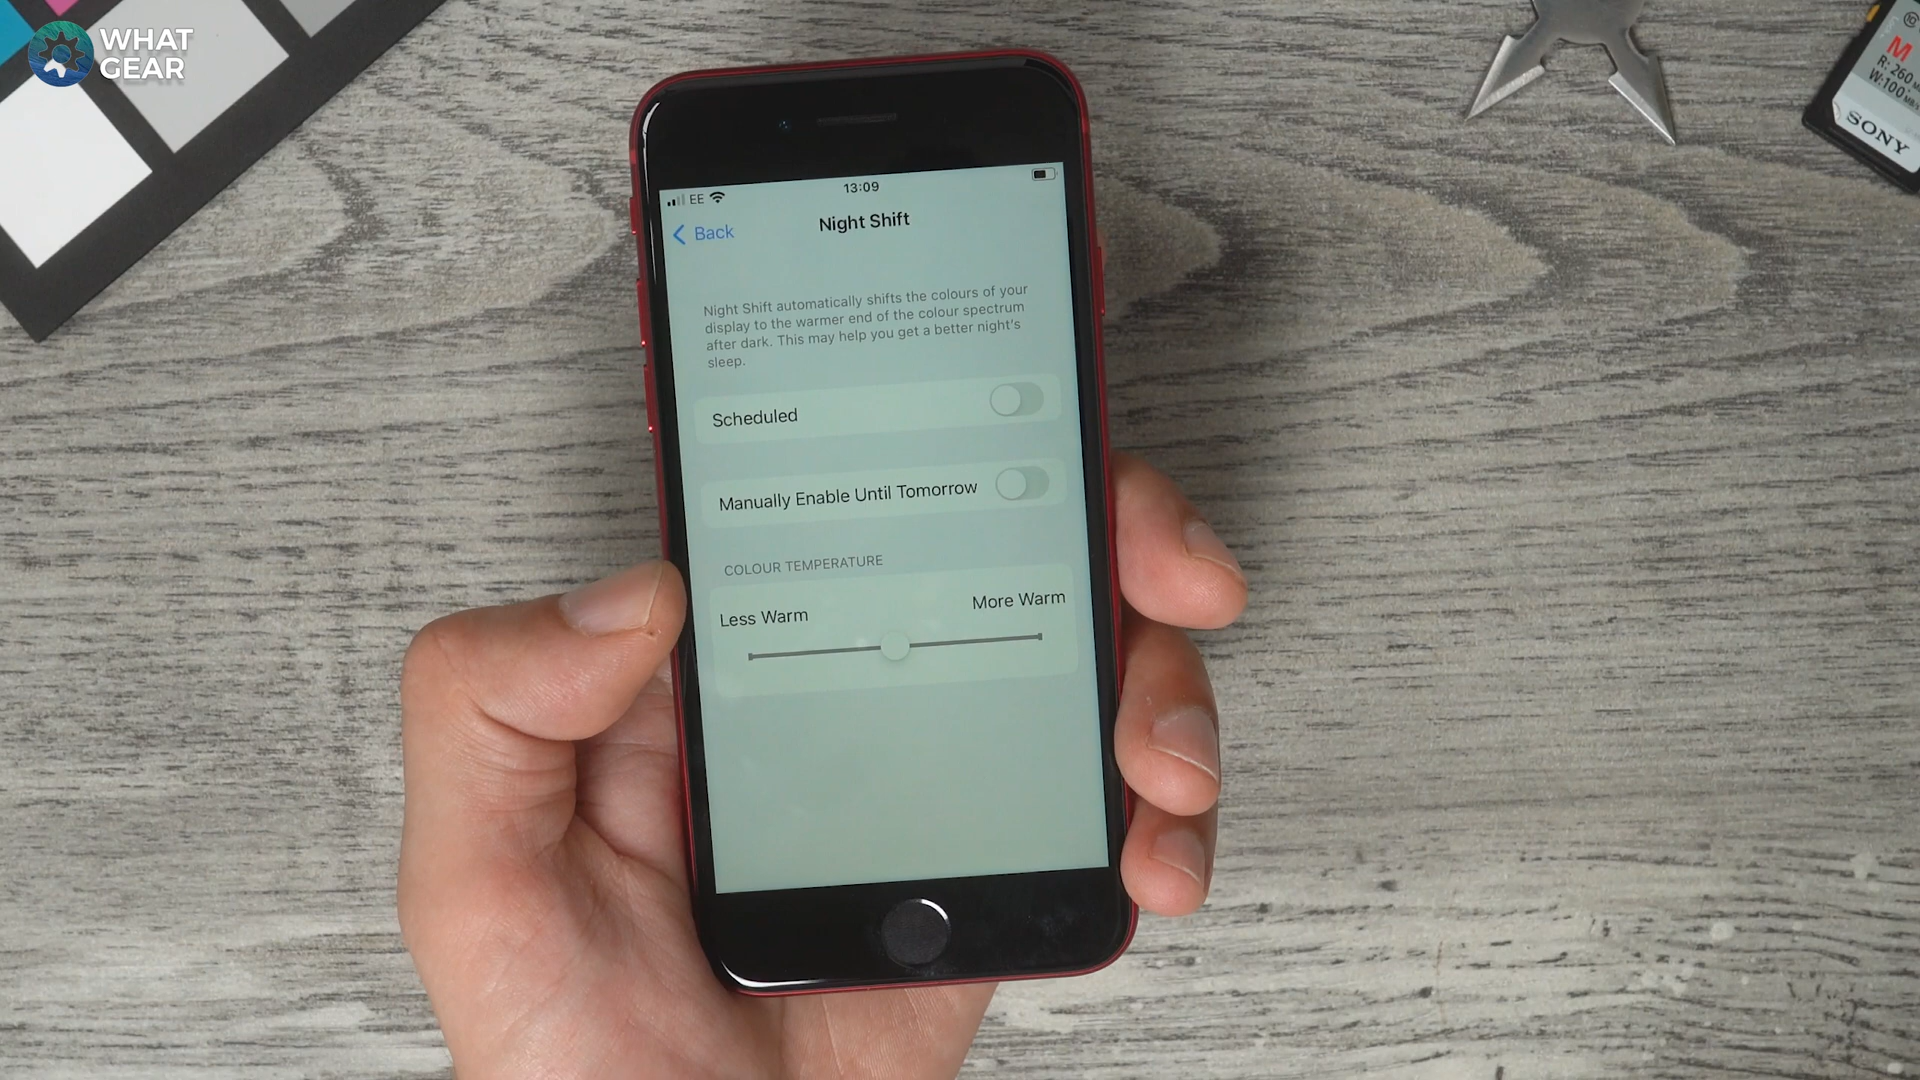 WHAT
GEAR
M
R: 260
W:100
SONY
EE
13:09
Back
Night Shift
Night Shift automatically shifts the colours of your
display to the warmer end of the colour spectrum
after dark. This may help you get a better night's
sleep.
Scheduled
Manually Enable Until Tomorrow
COLOUR TEMPERATURE
Less Warm
More Warm